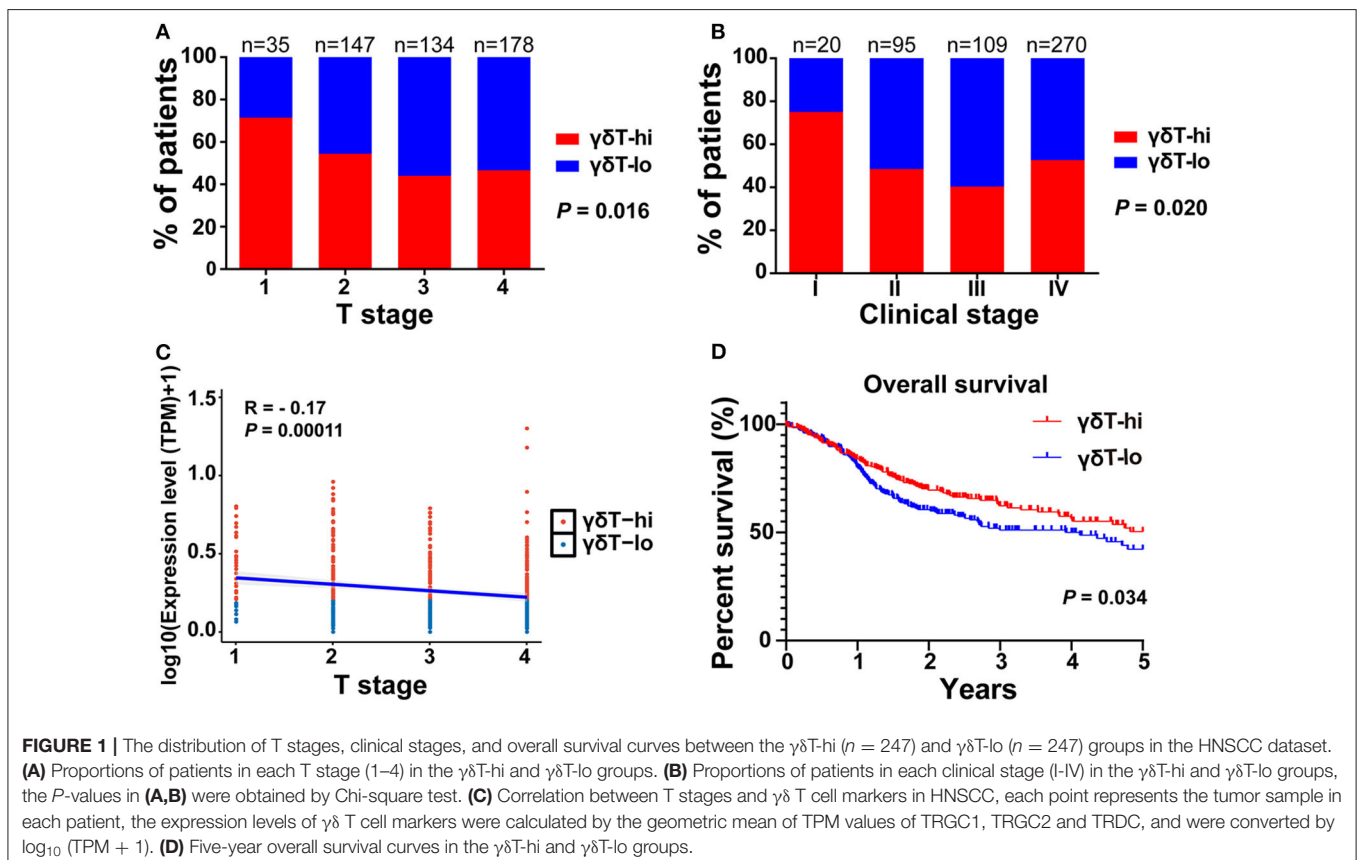 A
n=35 n=147 n=134 n=178
100
80
60
40
20
0
% of patients
1 2 3 4
T stage
γδT-hi
γδT-lo
P = 0.016
B
n=20 n=95 n=109 n=270
100
80
60
40
20
0
% of patients
I II III IV
Clinical stage
γδT-hi
γδT-lo
P = 0.020
C
log10(Expression level (TPM)+1)
1.5
1.0
0.5
0.0
R = - 0.17
P = 0.00011
1 2 3 4
T stage
γδT-hi
γδT-lo
D
Overall survival
Percent survival (%)
100
50
0
γδT-hi
γδT-lo
P = 0.034
0 1 2 3 4 5
Years
FIGURE 1 | The distribution of T stages, clinical stages, and overall survival curves between the γδT-hi (n = 247) and γδT-lo (n = 247) groups in the HNSCC dataset.
(A) Proportions of patients in each T stage (1–4) in the γδT-hi and γδT-lo groups. (B) Proportions of patients in each clinical stage (I-IV) in the γδT-hi and γδT-lo groups,
the P-values in (A,B) were obtained by Chi-square test. (C) Correlation between T stages and γδ T cell markers in HNSCC, each point represents the tumor sample in
each patient, the expression levels of γδ T cell markers were calculated by the geometric mean of TPM values of TRGC1, TRGC2 and TRDC, and were converted by
log₁₀ (TPM + 1). (D) Five-year overall survival curves in the γδT-hi and γδT-lo groups.